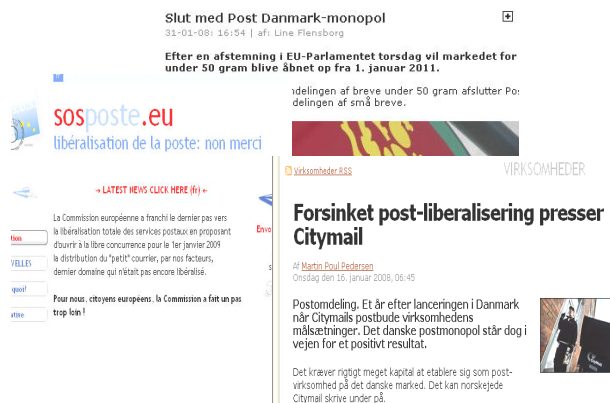 Slut med Post Danmark-monopol
31-01-08: 16:54 | af: Line Flensborg
Efter en afstemning i EU-Parlamentet torsdag vil markedet for
under 50 gram blive åbnet op fra 1. januar 2011.
delingen af breve under 50 gram afslutter
delingen af små breve.
sosposte.eu
libéralisation de la poste: non merci
→ LATEST NEWS CLICK HERE (fr) ←
La Commission européenne a franchi le dernier pas vers
la libéralisation totale des services postaux en proposant
d'ouvrir à la libre concurrence pour le 1er janvier 2009
la distribution du "petit" courrier, par nos facteurs,
dernier domaine qui n'était pas encore libéralisé.
Pour nous, citoyens européens, la Commission a fait un pas
trop loin !
Virksomheder RSS
VIRKSOMHEDER
Forsinket post-liberalisering presser
Citymail
Af Martin Poul Pedersen
Onsdag den 16. januar 2008, 06:45
Postomdeling. Et år efter lanceringen i Danmark
når Citymails postbude virksomhedens
målsætninger. Det danske postmonopol står dog i
vejen for et positivt resultat.
Det kræver rigtigt meget kapital at etablere sig som post-
virksomhed på det danske marked. Det kan norskejede
Citymail skrive under på.